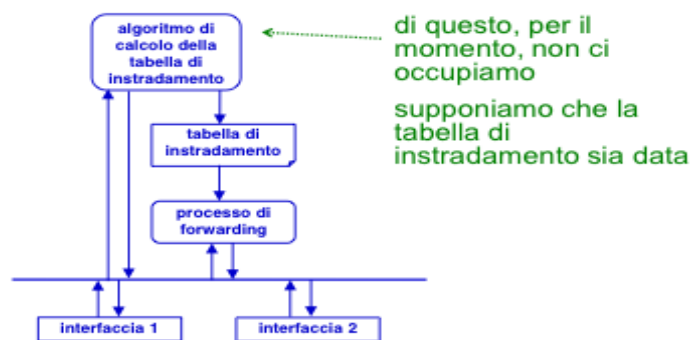 algoritmo di
calcolo della
tabella di
instradamento
di questo, per il
momento, non ci
occupiamo
supponiamo che la
tabella di
instradamento sia data
tabella di
instradamento
processo di
forwarding
interfaccia 1
interfaccia 2